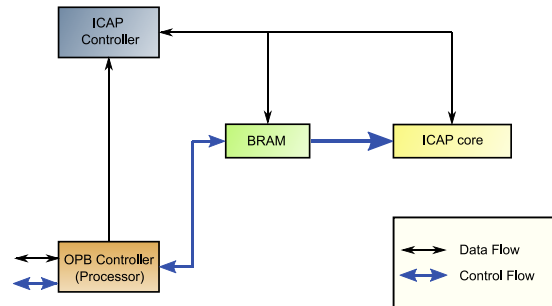 ICAP
Controller
BRAM
ICAP core
OPB Controller
(Processor)
Data Flow
Control Flow